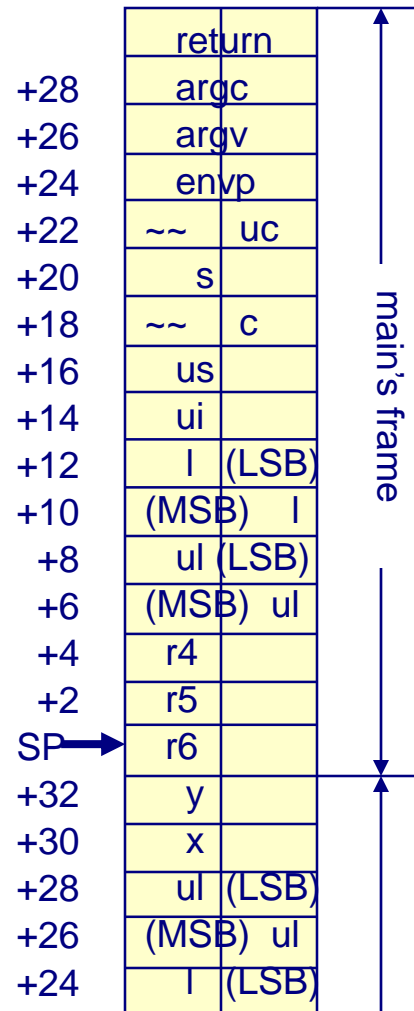 return
+28 argc
+26 argv
+24 envp
+22 ~~ uc
+20 s
+18 ~~ c
+16 us
+14 ui
+12 l (LSB)
+10 (MSB) l
+8 ul (LSB)
+6 (MSB) ul
+4 r4
+2 r5
SP r6
+32 y
+30 x
+28 ul (LSB)
+26 (MSB) ul
+24 l (LSB)
main's frame